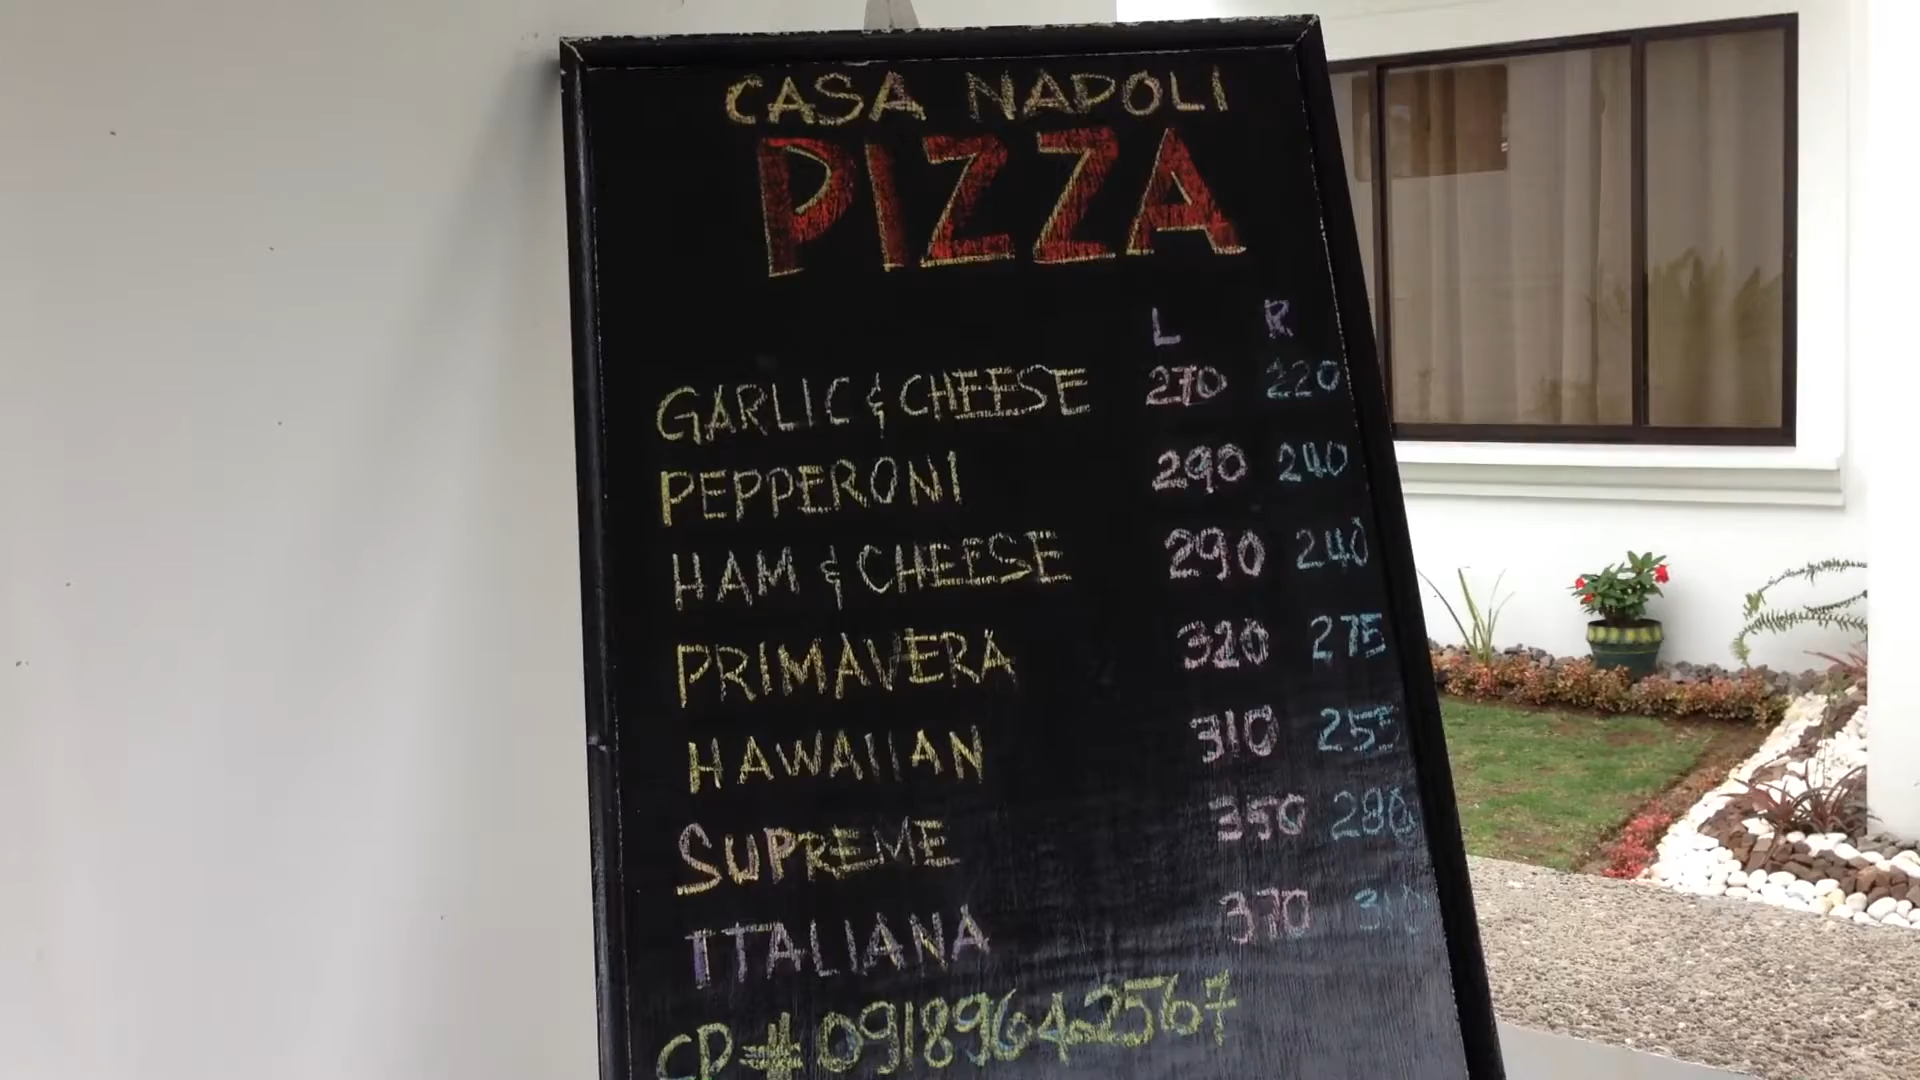 CASA NAPOLI
PIZZA
L R
GARLIC & CHEESE 270 220
PEPPERONI 290 240
HAM & CHEESE 290 240
PRIMAVERA 320 275
HAWAIIAN 310 255
SUPREME 350 280
ITALIANA 370
CP# 09189642567